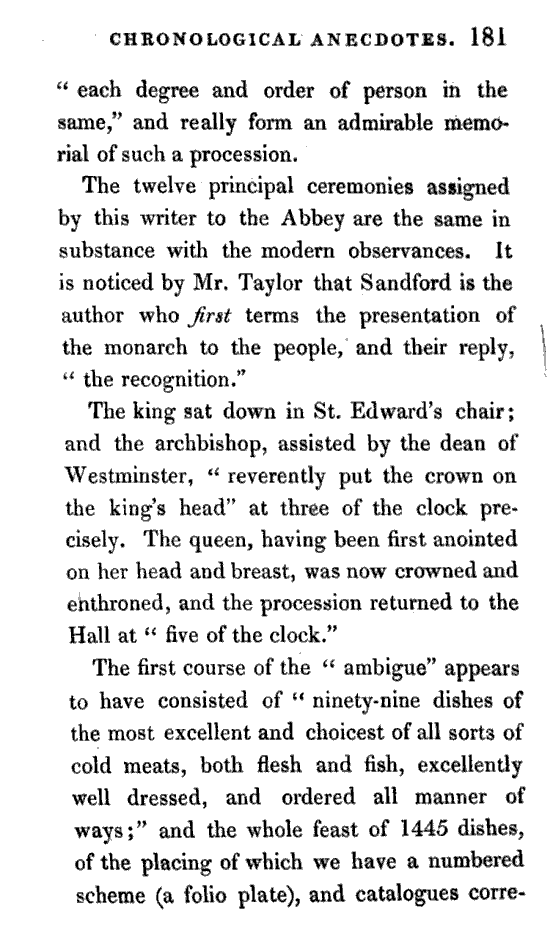 CHRONOLOGICAL ANECDOTES. 181
“ each degree and order of person in the
same,” and really form an admirable memo-
rial of such a procession.
The twelve principal ceremonies assigned
by this writer to the Abbey are the same in
substance with the modern observances. It
is noticed by Mr. Taylor that Sandford is the
author who first terms the presentation of
the monarch to the people, and their reply,
“ the recognition.”
The king sat down in St. Edward's chair;
and the archbishop, assisted by the dean of
Westminster, “ reverently put the crown on
the king's head” at three of the clock pre-
cisely. The queen, having been first anointed
on her head and breast, was now crowned and
enthroned, and the procession returned to the
Hall at “ five of the clock.”
The first course of the “ ambigue” appears
to have consisted of “ ninety-nine dishes of
the most excellent and choicest of all sorts of
cold meats, both flesh and fish, excellently
well dressed, and ordered all manner of
ways;” and the whole feast of 1445 dishes,
of the placing of which we have a numbered
scheme (a folio plate), and catalogues corre-